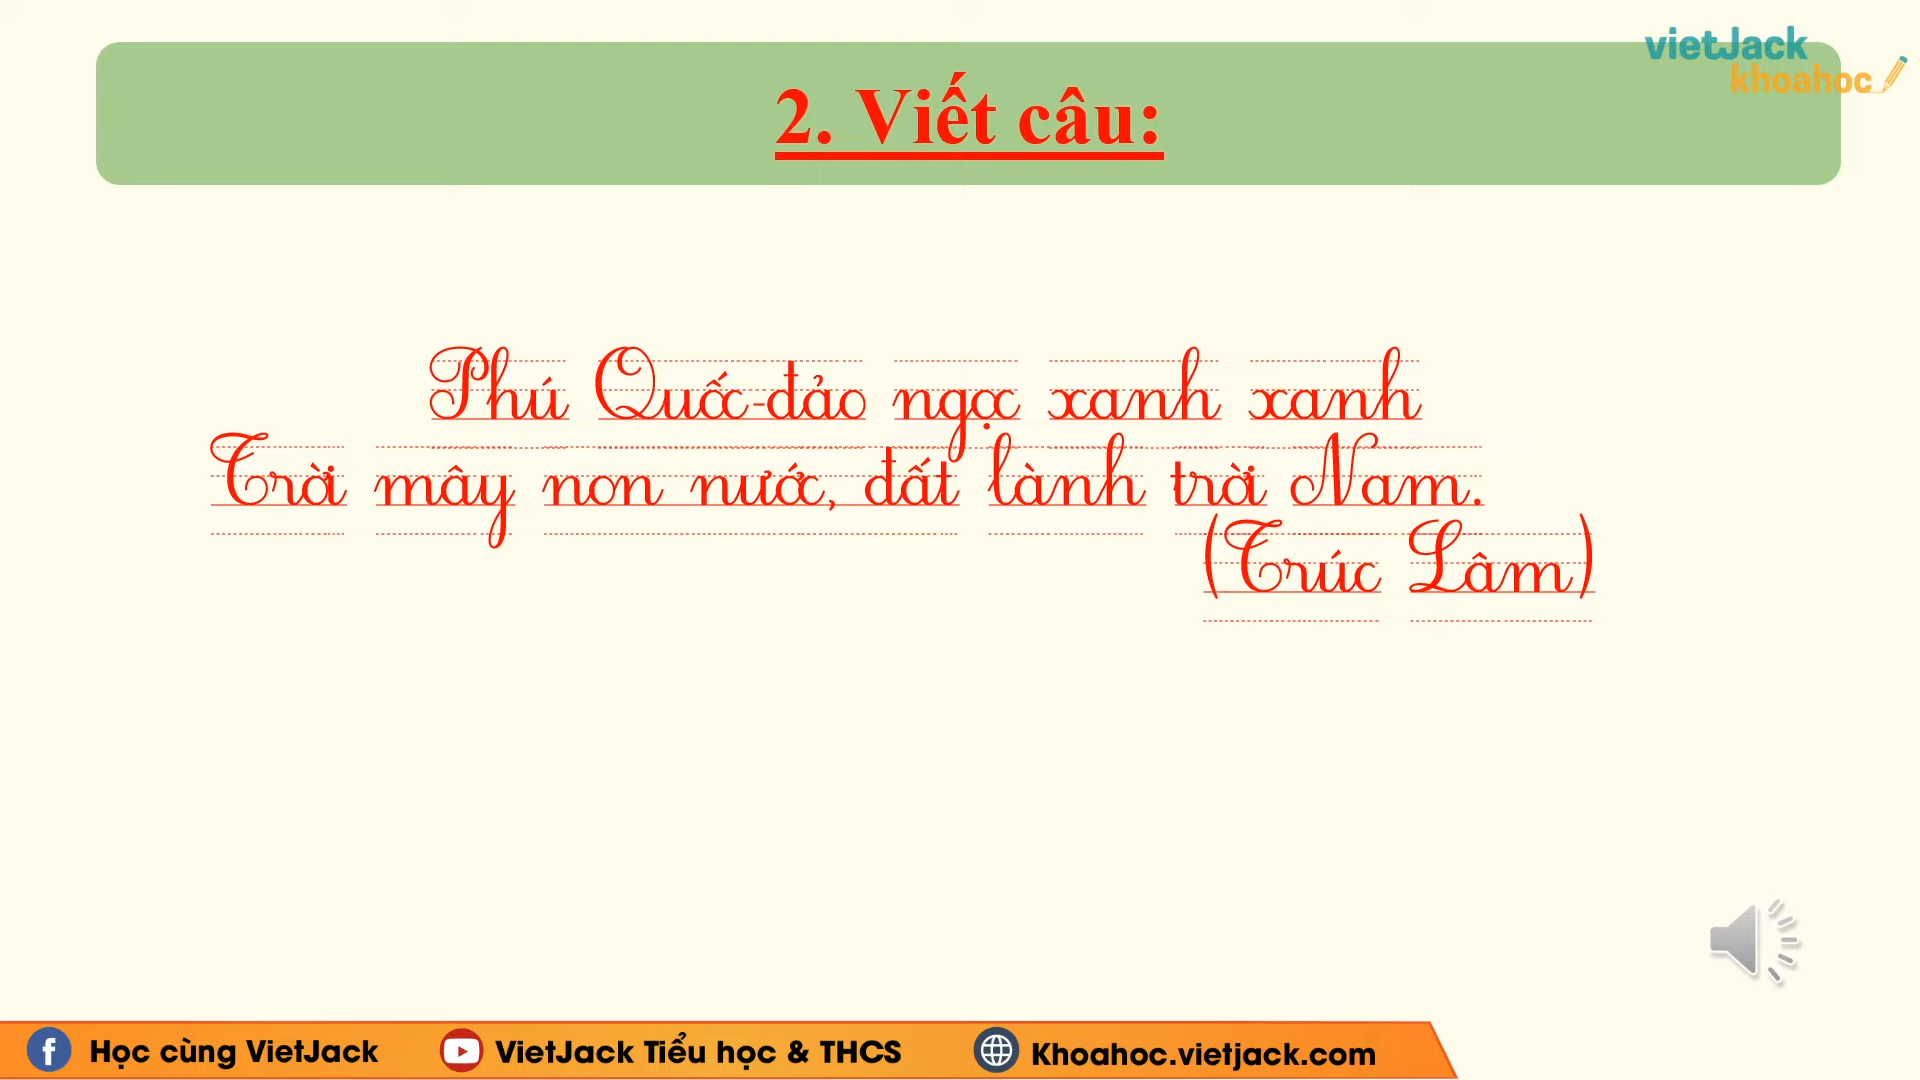 vietJack
khoahoc
2. Viết câu:
Phú Quốc-đảo ngọc xanh xanh
Trời mây non nước, đất lành trời Nam.
(Trúc Lâm)
Học cùng VietJack
VietJack Tiểu học & THCS
Khoahoc.vietjack.com